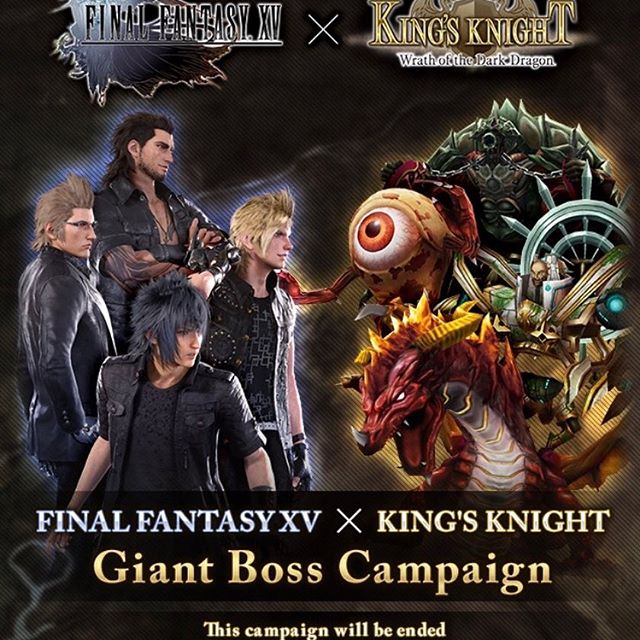 FINAL FANTASY XV × KING'S KNIGHT
Wrath of the Dark Dragon
FINAL FANTASY XV × KING'S KNIGHT
Giant Boss Campaign
This campaign will be ended